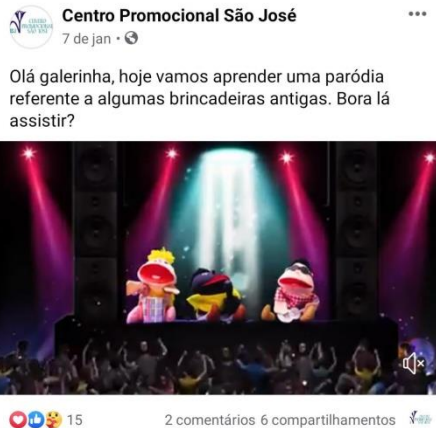 Centro Promocional São José
7 de jan
Olá galerinha, hoje vamos aprender uma paródia
referente a algumas brincadeiras antigas. Bora lá
assistir?
15
2 comentários 6 compartilhamentos